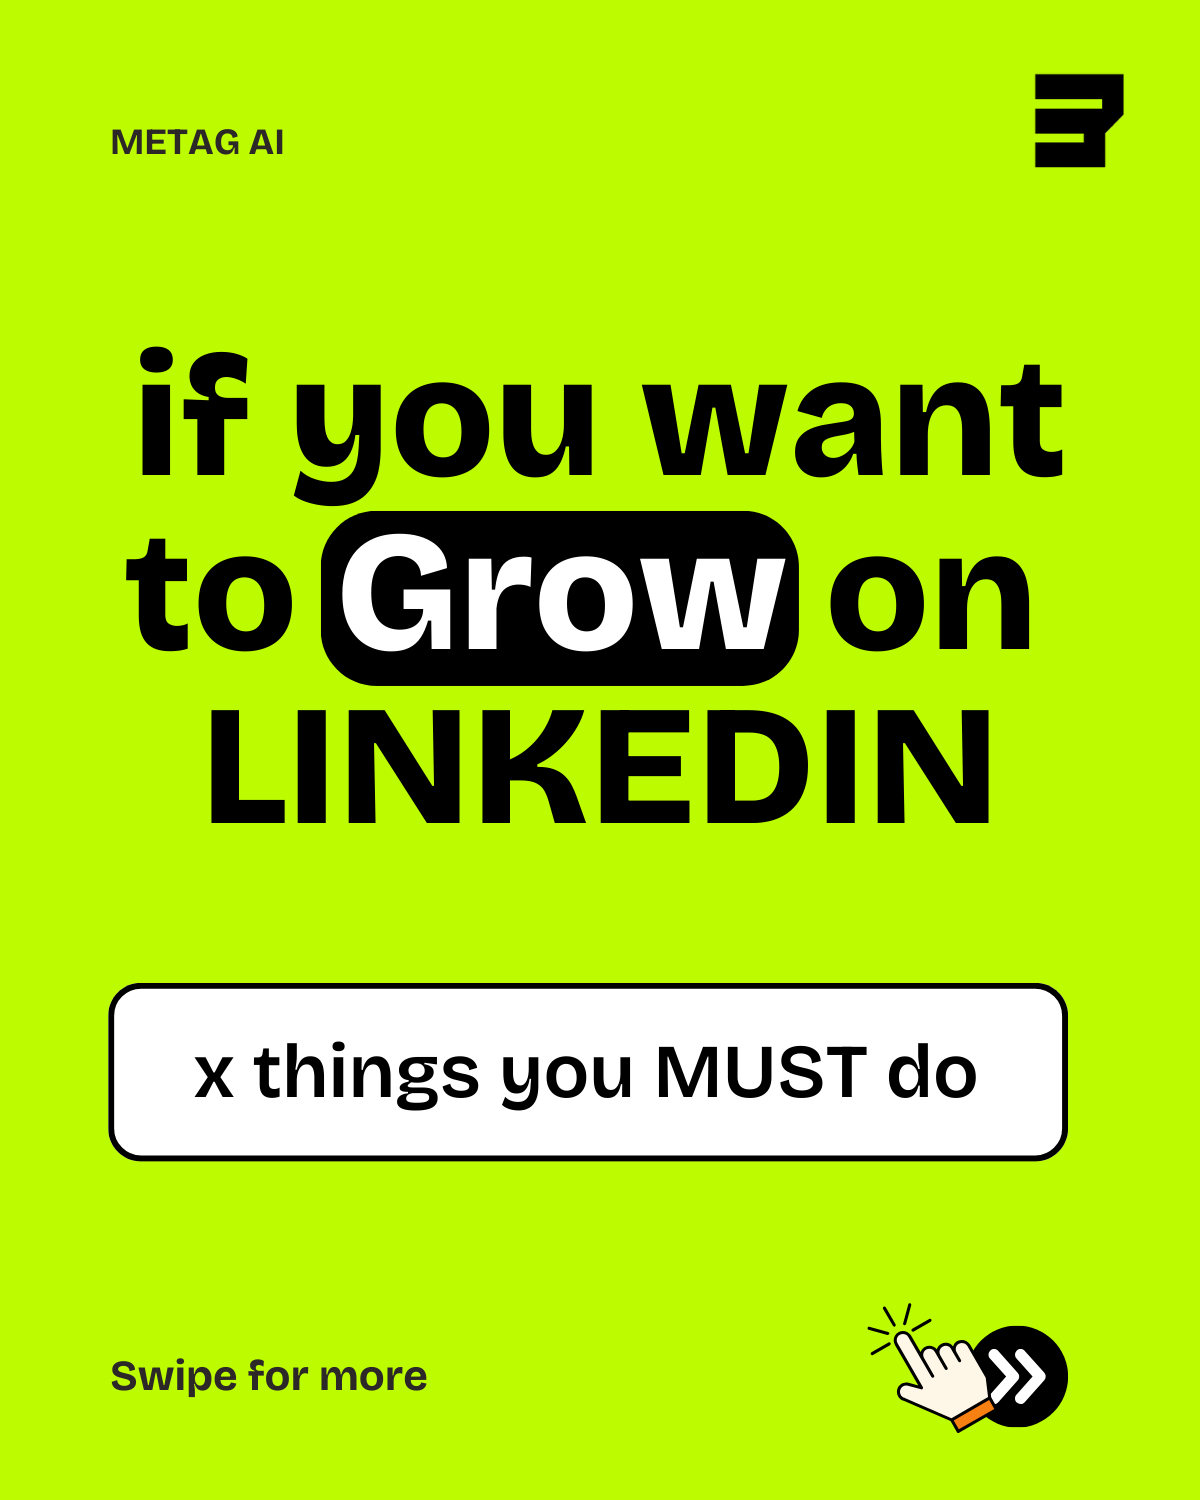 METAG AI
if you want
to Grow on
LINKEDIN
x things you MUST do
Swipe for more